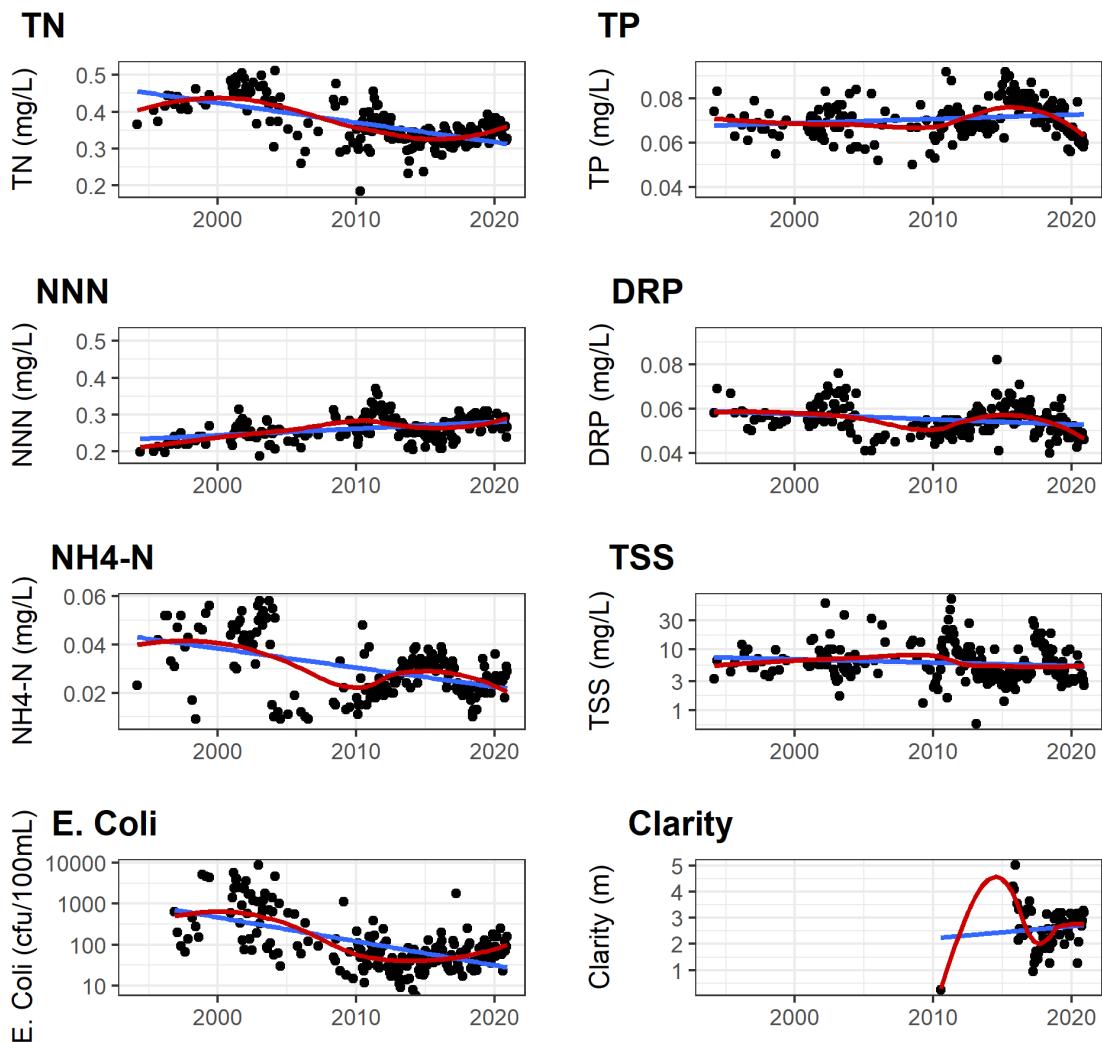 TN
TN (mg/L)
0.5
0.4
0.3
0.2
2000 2010 2020
TP
TP (mg/L)
0.08
0.06
0.04
2000 2010 2020
NNN
NNN (mg/L)
0.5
0.4
0.3
0.2
2000 2010 2020
DRP
DRP (mg/L)
0.08
0.06
0.04
2000 2010 2020
NH4-N
NH4-N (mg/L)
0.06
0.04
0.02
2000 2010 2020
TSS
TSS (mg/L)
30
10
3
1
2000 2010 2020
E. Coli
E. Coli (cfu/100mL)
10000
1000
100
10
2000 2010 2020
Clarity
Clarity (m)
5
4
3
2
1
2000 2010 2020